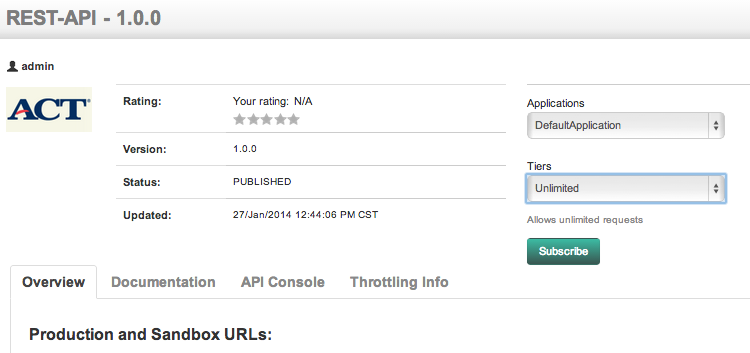 REST-API - 1.0.0
admin
ACT
Rating:
Your rating: N/A
Version:
1.0.0
Status:
PUBLISHED
Updated:
27/Jan/2014 12:44:06 PM CST
Applications
DefaultApplication
Tiers
Unlimited
Allows unlimited requests
Subscribe
Overview
Documentation
API Console
Throttling Info
Production and Sandbox URLs: